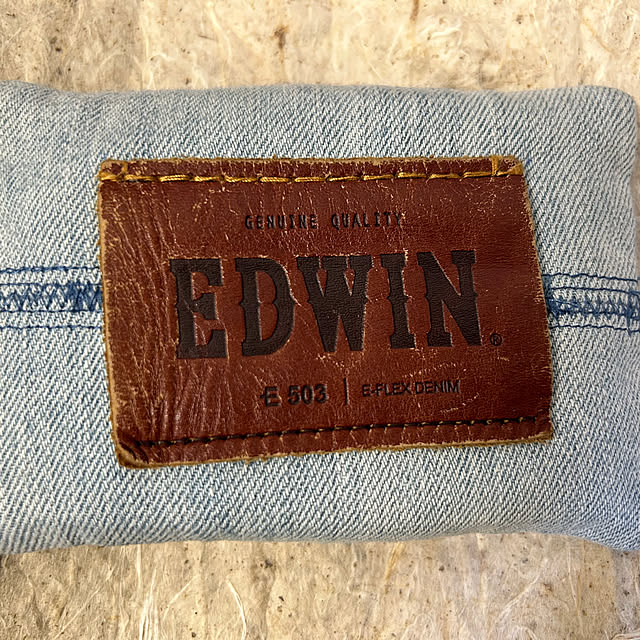 GENUINE QUALITY
EDWIN®
E 503 | E-FLEX DENIM